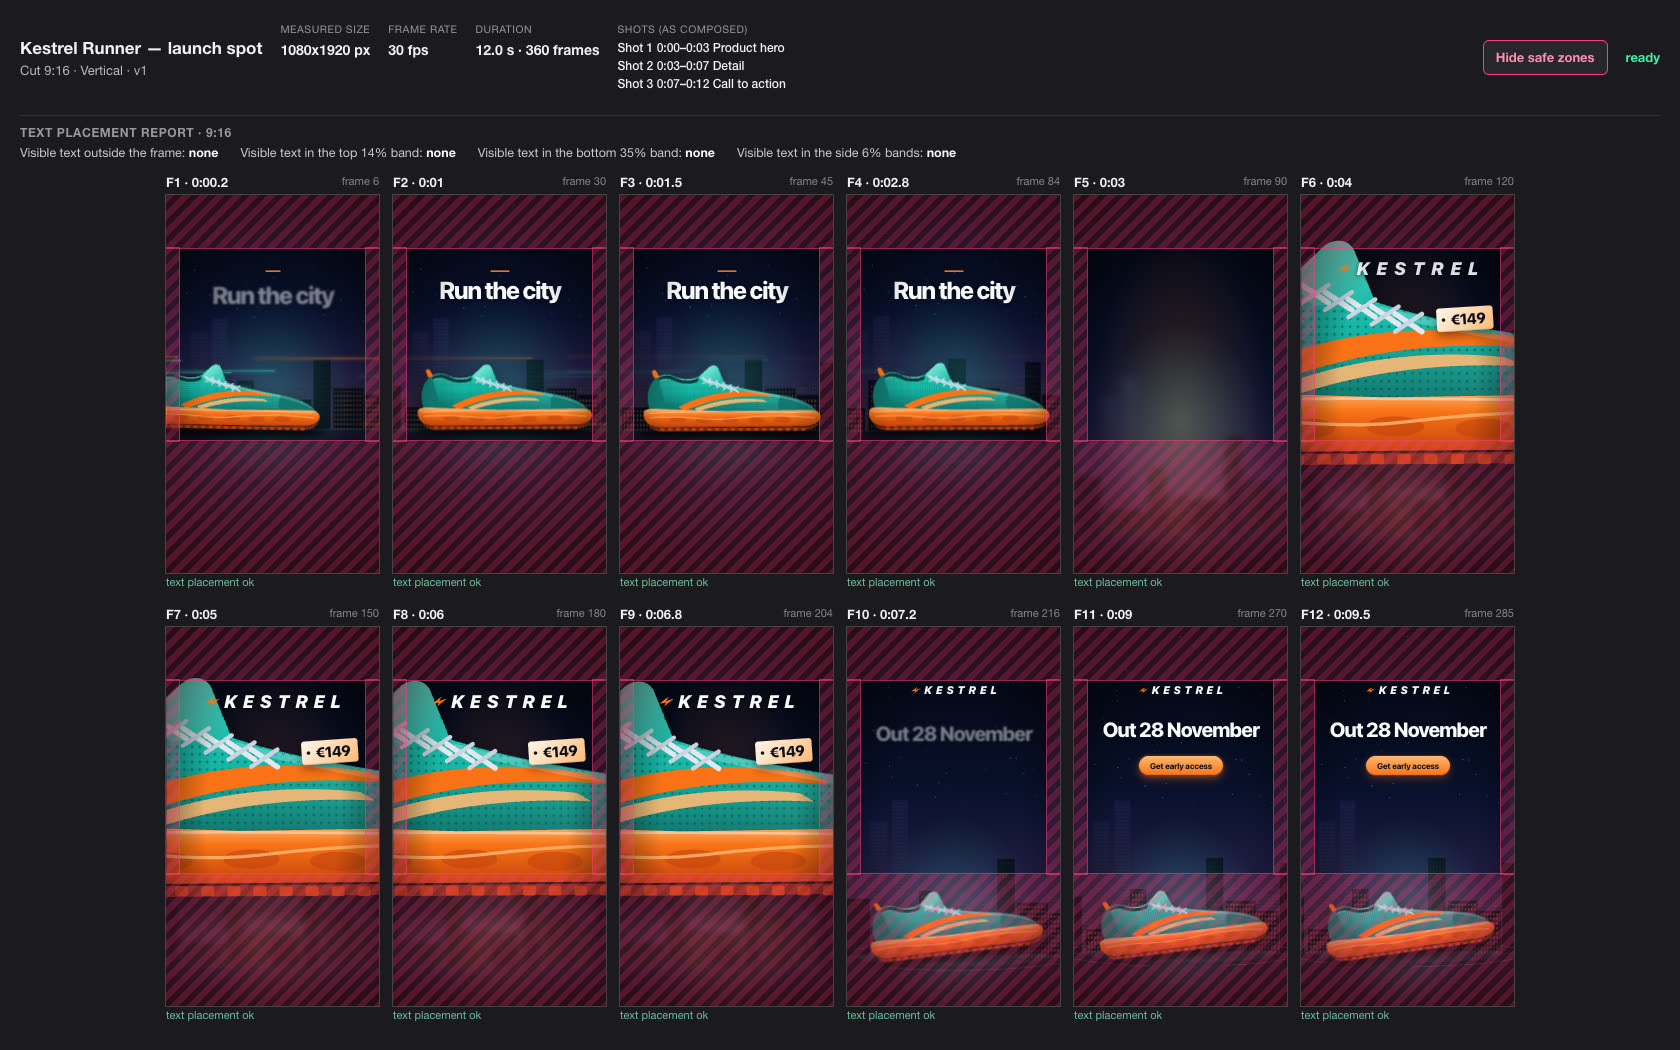 Kestrel Runner — launch spot
Cut 9:16 · Vertical · v1
MEASURED SIZE
1080x1920 px
FRAME RATE
30 fps
DURATION
12.0 s · 360 frames
SHOTS (AS COMPOSED)
Shot 1 0:00–0:03 Product hero
Shot 2 0:03–0:07 Detail
Shot 3 0:07–0:12 Call to action
Hide safe zones
ready
TEXT PLACEMENT REPORT · 9:16
Visible text outside the frame: none
Visible text in the top 14% band: none
Visible text in the bottom 35% band: none
Visible text in the side 6% bands: none
F1 · 0:00.2 frame 6
Run the city
text placement ok
F2 · 0:01 frame 30
Run the city
text placement ok
F3 · 0:01.5 frame 45
Run the city
text placement ok
F4 · 0:02.8 frame 84
Run the city
text placement ok
F5 · 0:03 frame 90
text placement ok
F6 · 0:04 frame 120
KESTREL
€149
text placement ok
F7 · 0:05 frame 150
KESTREL
€149
text placement ok
F8 · 0:06 frame 180
KESTREL
€149
text placement ok
F9 · 0:06.8 frame 204
KESTREL
€149
text placement ok
F10 · 0:07.2 frame 216
KESTREL
Out 28 November
text placement ok
F11 · 0:09 frame 270
KESTREL
Out 28 November
Get early access
text placement ok
F12 · 0:09.5 frame 285
KESTREL
Out 28 November
Get early access
text placement ok